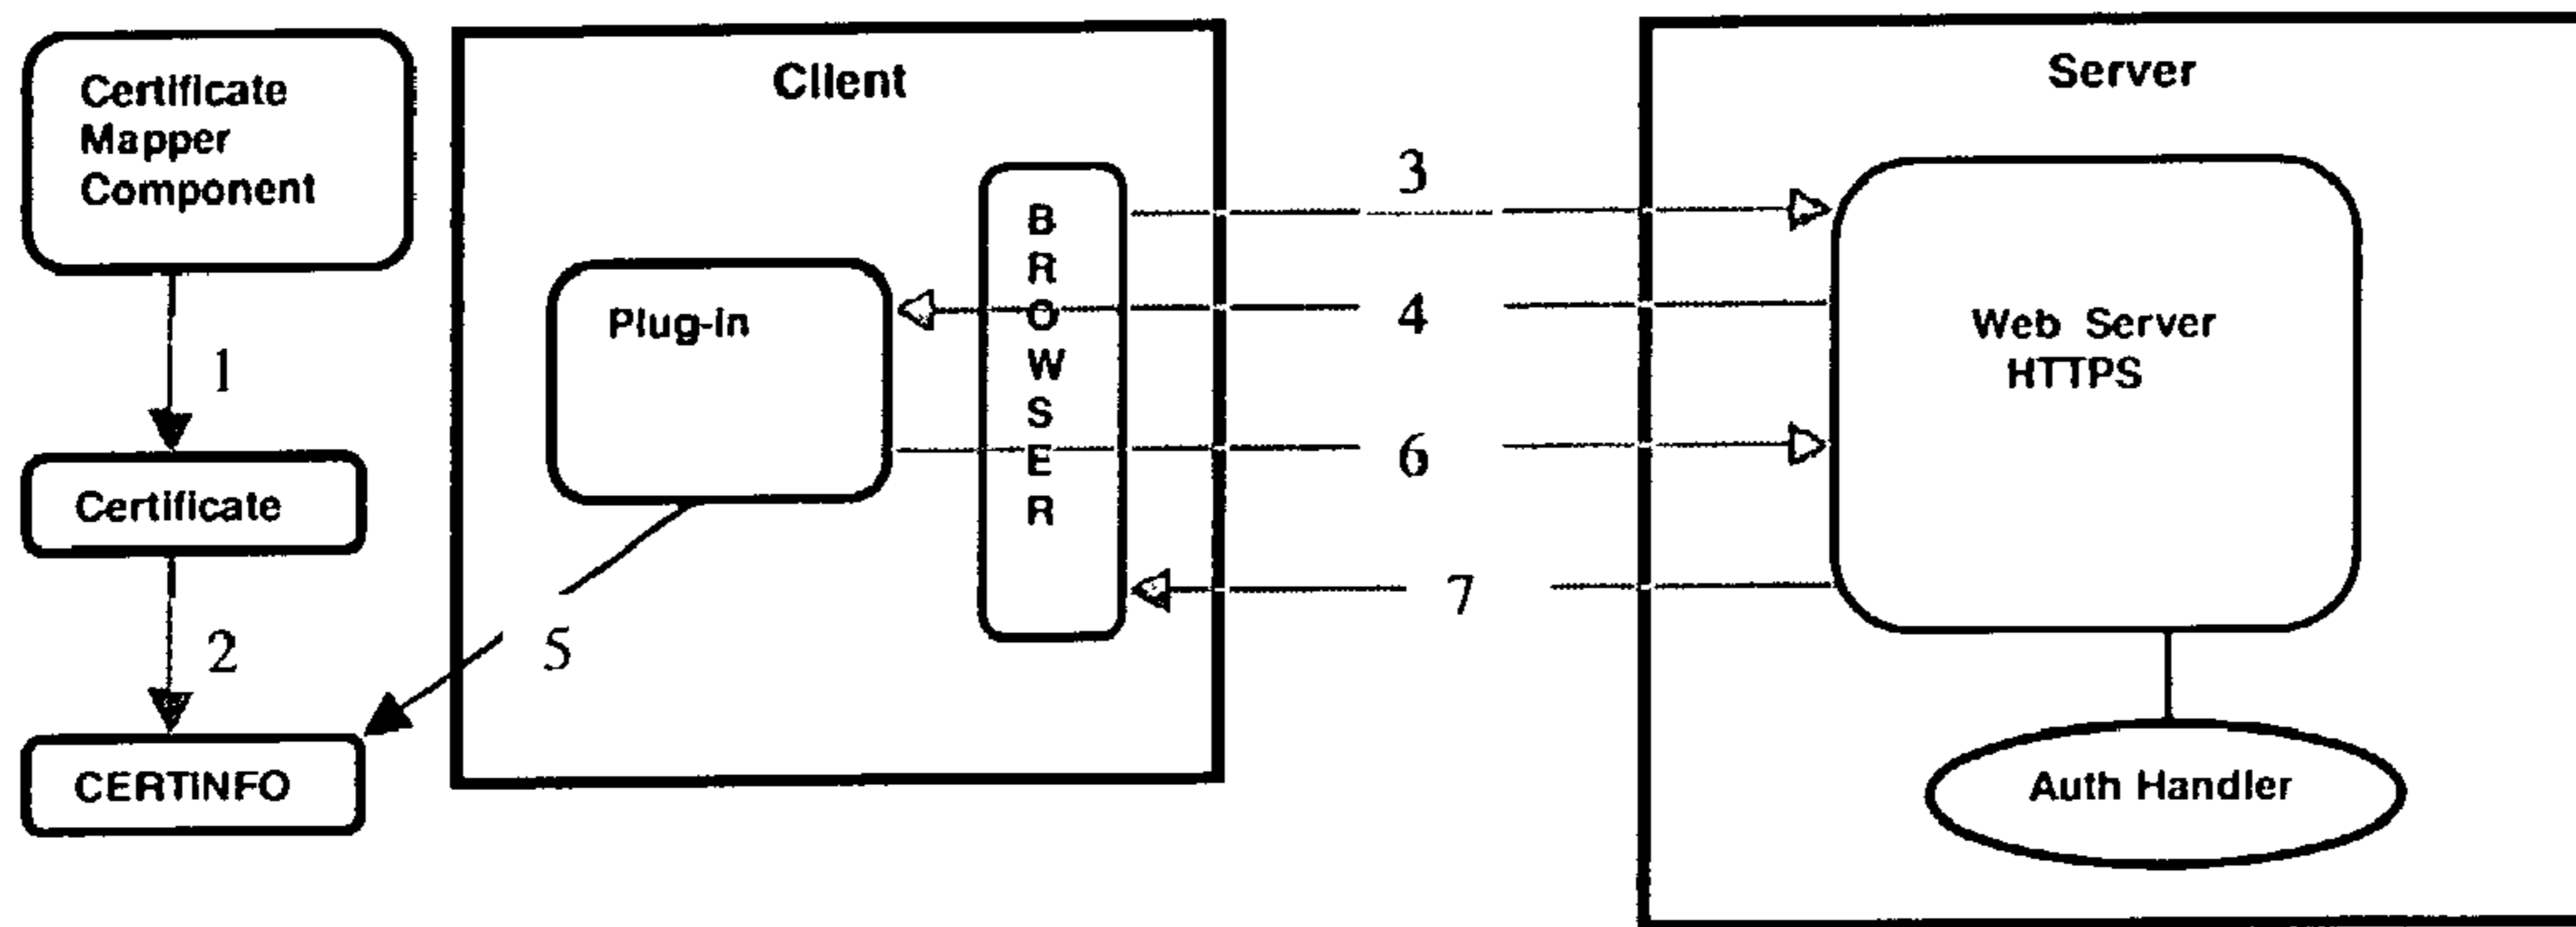 Certificate
Mapper
Component
1
Certificate
2
CERTINFO
Client
Plug-in
B
R
O
W
S
E
R
5
3
4
6
7
Server
Web Server
HTTPS
Auth Handler